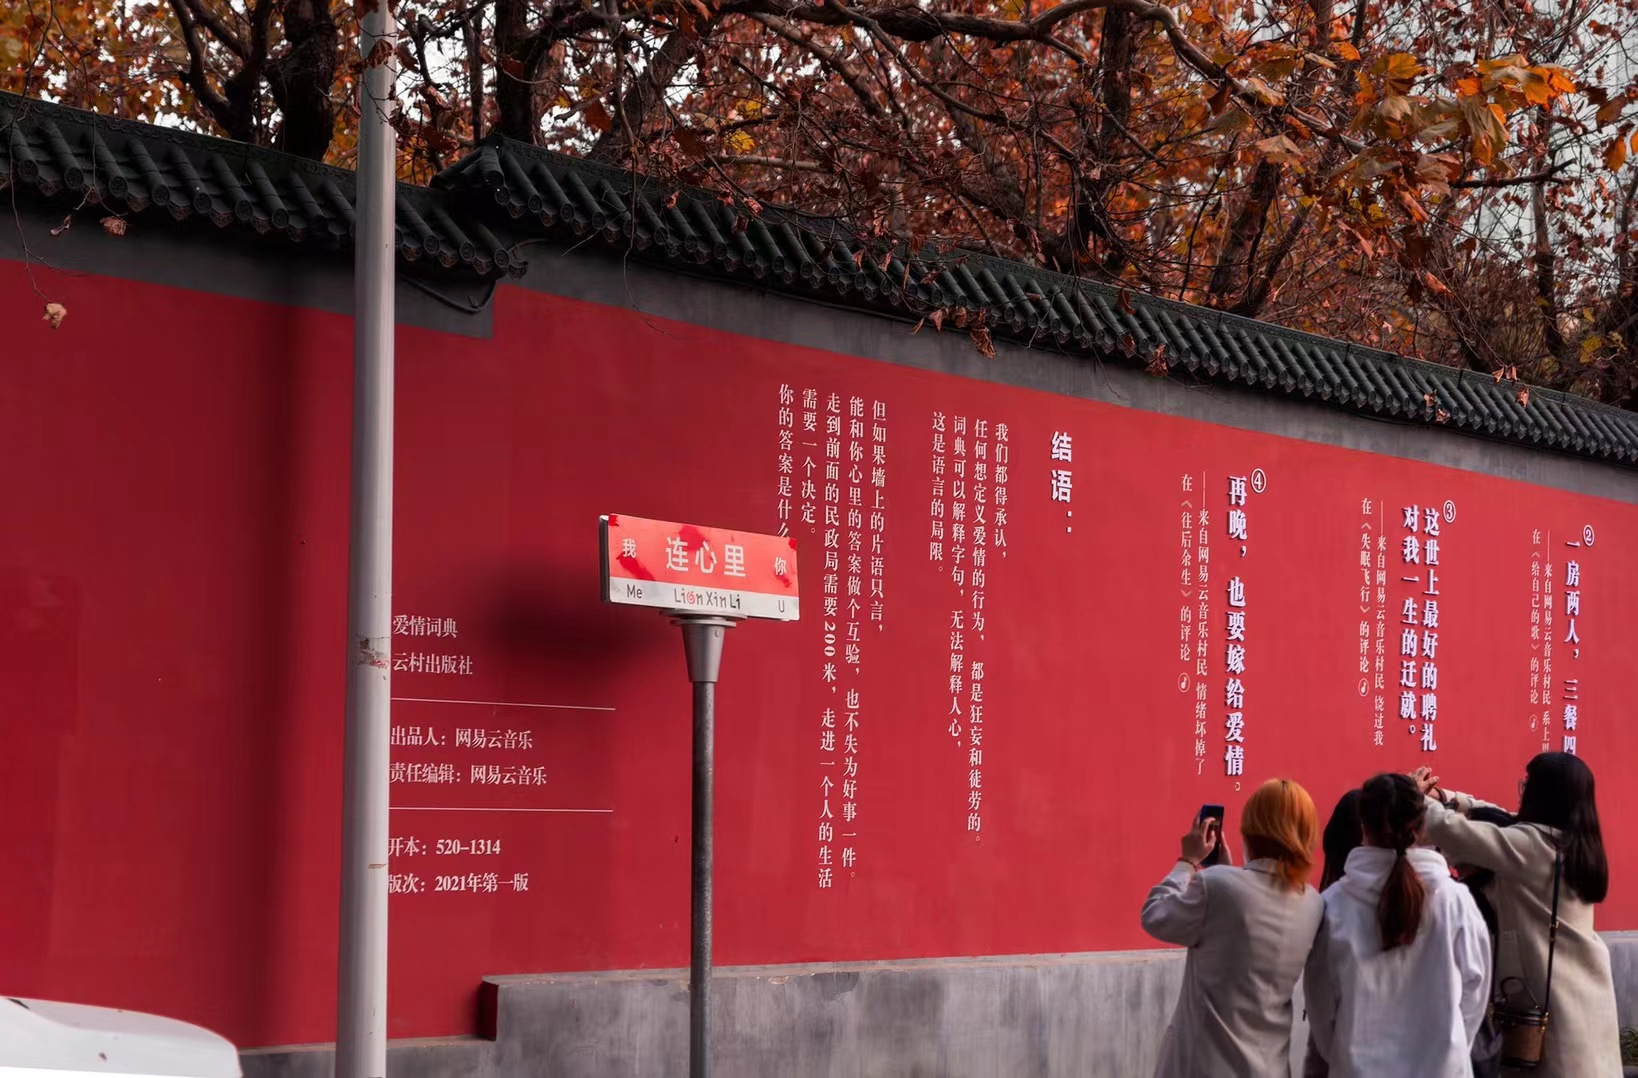 ②
一房两人，三餐四
——来自网易云音乐村民 系上
在《给自己的歌》的评论
③
这世上最好的聘礼
对我一生的迁就。
——来自网易云音乐村民 饶过我
在《失眠飞行》的评论
④
再晚，也要嫁给爱情。
——来自网易云音乐村民 情绪坏掉了
在《往后余生》的评论
结语：
我们都得承认，
任何想定义爱情的行为，都是狂妄和徒劳的。
词典可以解释字句，无法解释人心，
这是语言的局限。
但如果墙上的片语只言，
能和你心里的答案做个互验，也不失为好事一件。
走到前面的民政局需要200米，走进一个人的生活
需要一个决定。
你的答案是什么
我 连心里 你
Me Lian Xin Li U
爱情词典
云村出版社
出品人：网易云音乐
责任编辑：网易云音乐
开本：520-1314
版次：2021年第一版